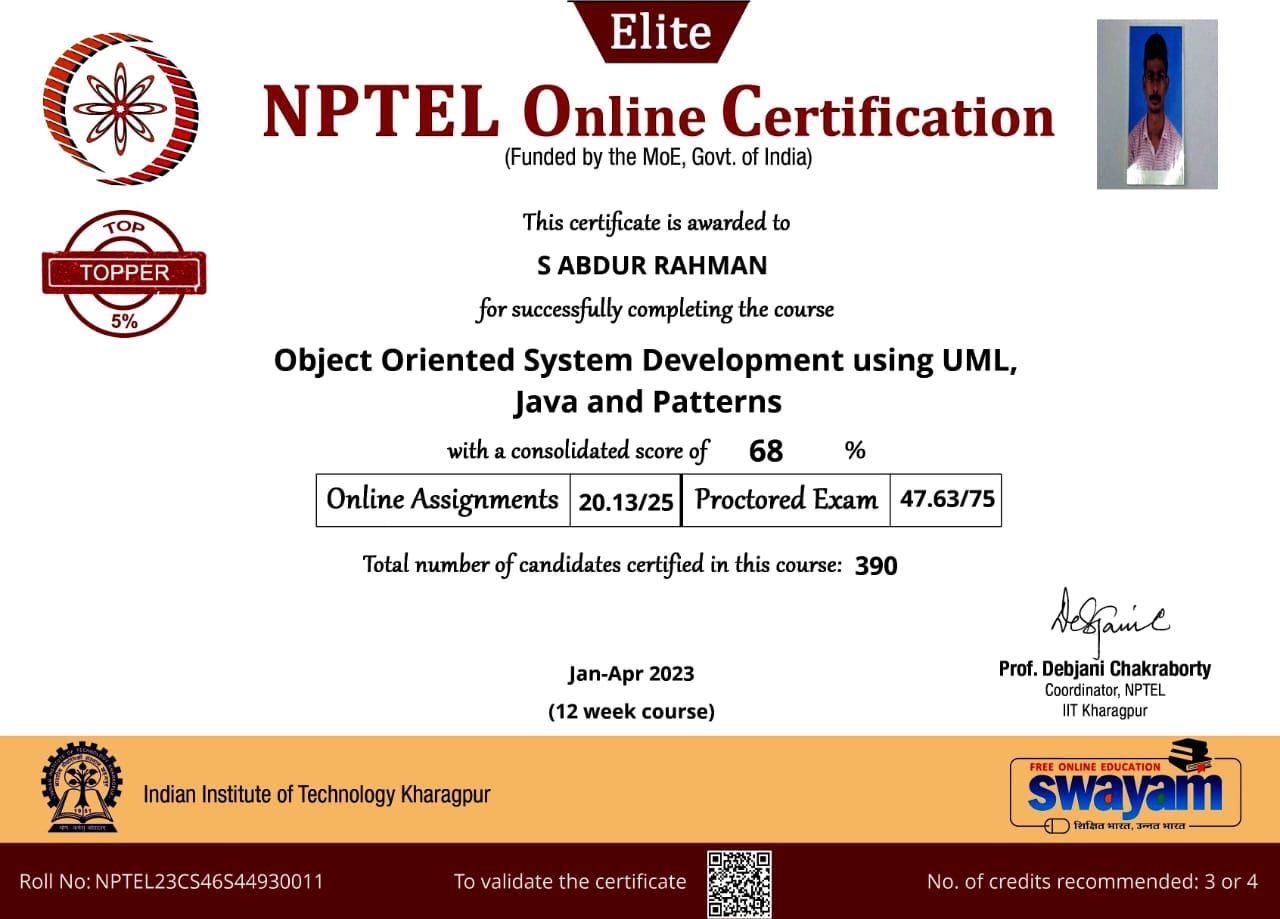 Elite
NPTEL Online Certification
(Funded by the MoE, Govt. of India)
TOP
TOPPER
5%
This certificate is awarded to
S ABDUR RAHMAN
for successfully completing the course
Object Oriented System Development using UML,
Java and Patterns
with a consolidated score of 68 %
Online Assignments 20.13/25 Proctored Exam 47.63/75
Total number of candidates certified in this course: 390
Jan-Apr 2023
(12 week course)
Prof. Debjani Chakraborty
Coordinator, NPTEL
IIT Kharagpur
Indian Institute of Technology Kharagpur
FREE ONLINE EDUCATION
swayam
शिक्षित भारत, उन्नत भारत
Roll No: NPTEL23CS46S44930011
To validate the certificate
No. of credits recommended: 3 or 4